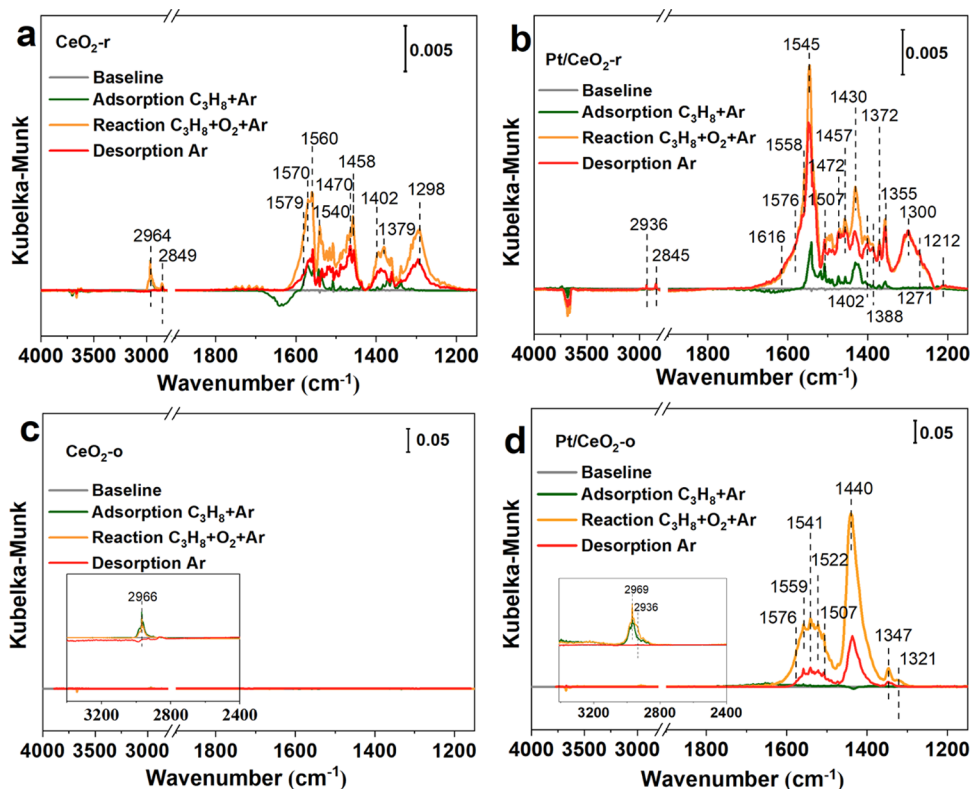 a
CeO₂-r
0.005
Baseline
Adsorption C₃H₈+Ar
Reaction C₃H₈+O₂+Ar
Desorption Ar
1560
1570
1579
1470
1540
1458
1402
1379
1298
2964
2849
Kubelka-Munk
4000 3500 3000 1600 1400 1200
Wavenumber (cm⁻¹)
b
Pt/CeO₂-r
0.005
Baseline
Adsorption C₃H₈+Ar
Reaction C₃H₈+O₂+Ar
Desorption Ar
1545
1558
1576
1616
1430
1457
1472
1507
1372
1355
1300
1212
1402
1388
1271
2936
2845
Kubelka-Munk
4000 3500 3000 1600 1400 1200
Wavenumber (cm⁻¹)
c
CeO₂-o
0.05
Baseline
Adsorption C₃H₈+Ar
Reaction C₃H₈+O₂+Ar
Desorption Ar
2966
3200 2800 2400
Kubelka-Munk
4000 3500 3000 1600 1400 1200
Wavenumber (cm⁻¹)
d
Pt/CeO₂-o
0.05
Baseline
Adsorption C₃H₈+Ar
Reaction C₃H₈+O₂+Ar
Desorption Ar
1440
1541
1522
1559
1576
1507
1347
1321
2969
2936
3200 2800 2400
Kubelka-Munk
4000 3500 3000 1600 1400 1200
Wavenumber (cm⁻¹)